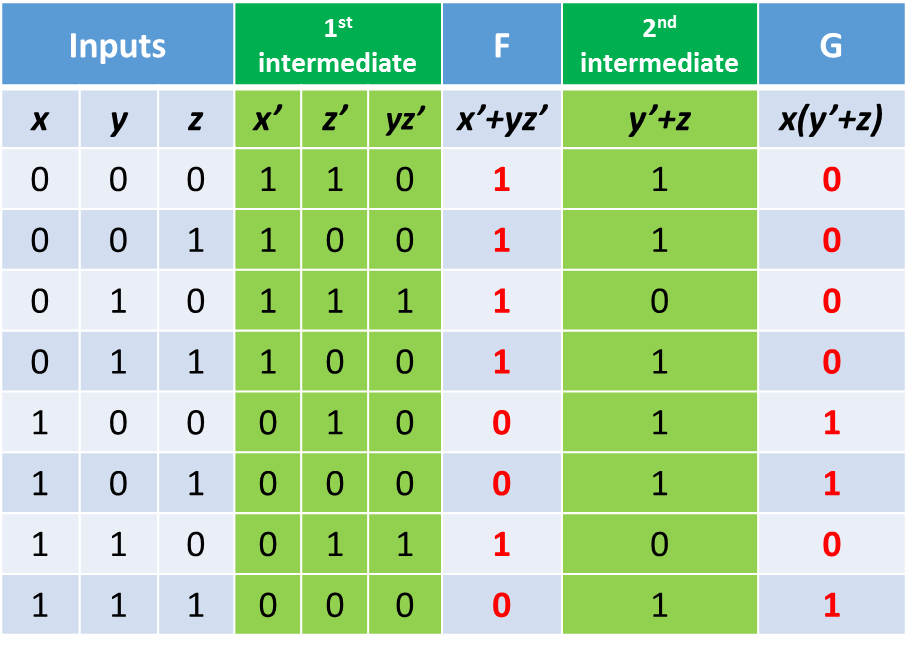 Inputs 1st intermediate F 2nd intermediate G
x y z x’ z’ yz’ x’+yz’ y’+z x(y’+z)
0 0 0 1 1 0 1 1 0
0 0 1 1 0 0 1 1 0
0 1 0 1 1 1 1 0 0
0 1 1 1 0 0 1 1 0
1 0 0 0 1 0 0 1 1
1 0 1 0 0 0 0 1 1
1 1 0 0 1 1 1 0 0
1 1 1 0 0 0 0 1 1